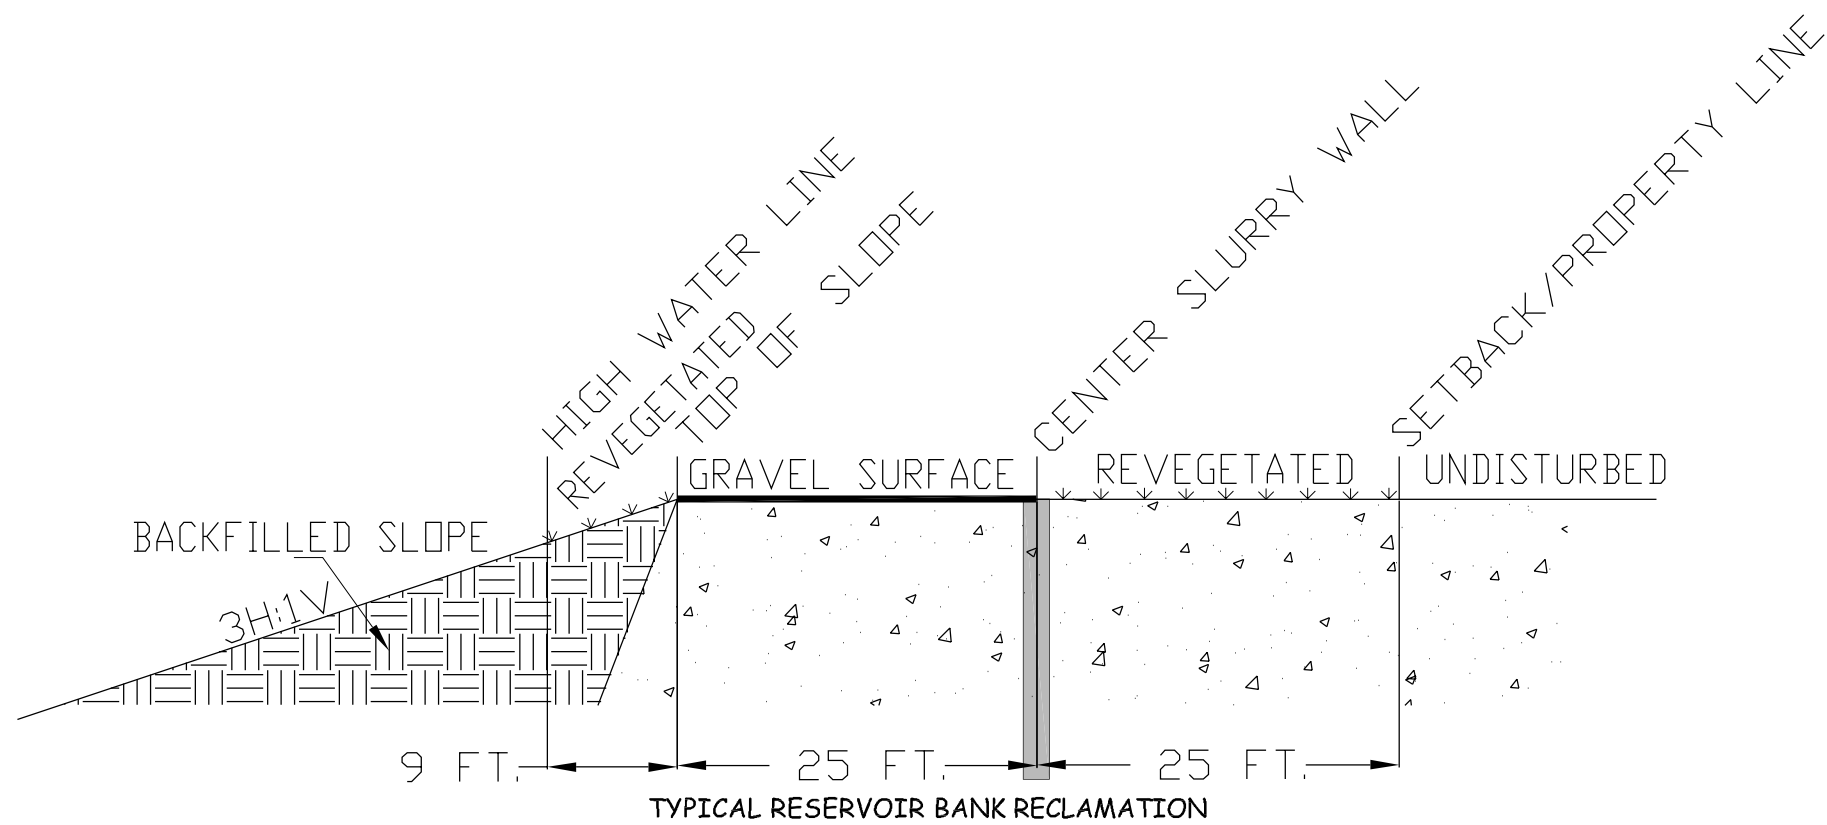 HIGH WATER LINE
REVEGETATED
TOP OF SLOPE
CENTER SLURRY WALL
SETBACK/PROPERTY LINE
GRAVEL SURFACE
REVEGETATED
UNDISTURBED
BACKFILLED SLOPE
3H:1V
9 FT.
25 FT.
25 FT.
TYPICAL RESERVOIR BANK RECLAMATION